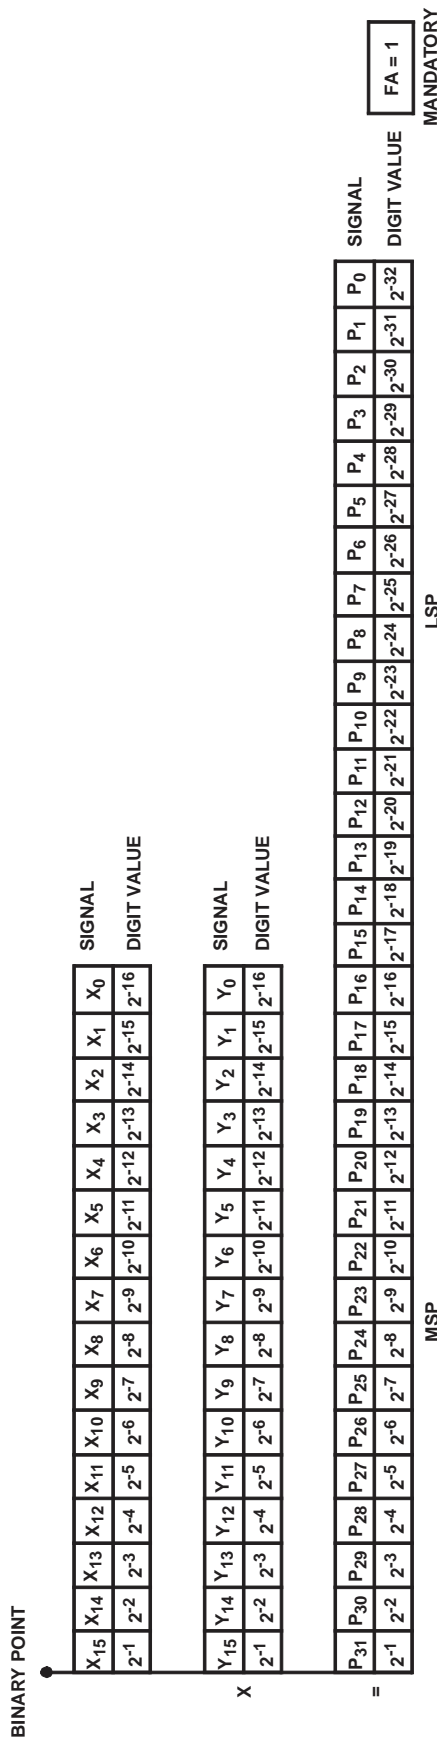 BINARY POINT
X15 X14 X13 X12 X11 X10 X9 X8 X7 X6 X5 X4 X3 X2 X1 X0 SIGNAL
2-1 2-2 2-3 2-4 2-5 2-6 2-7 2-8 2-9 2-10 2-11 2-12 2-13 2-14 2-15 2-16 DIGIT VALUE
X
Y15 Y14 Y13 Y12 Y11 Y10 Y9 Y8 Y7 Y6 Y5 Y4 Y3 Y2 Y1 Y0 SIGNAL
2-1 2-2 2-3 2-4 2-5 2-6 2-7 2-8 2-9 2-10 2-11 2-12 2-13 2-14 2-15 2-16 DIGIT VALUE
=
P31 P30 P29 P28 P27 P26 P25 P24 P23 P22 P21 P20 P19 P18 P17 P16 P15 P14 P13 P12 P11 P10 P9 P8 P7 P6 P5 P4 P3 P2 P1 P0 SIGNAL
2-1 2-2 2-3 2-4 2-5 2-6 2-7 2-8 2-9 2-10 2-11 2-12 2-13 2-14 2-15 2-16 2-17 2-18 2-19 2-20 2-21 2-22 2-23 2-24 2-25 2-26 2-27 2-28 2-29 2-30 2-31 2-32 DIGIT VALUE
FA = 1
MSP LSP MANDATORY